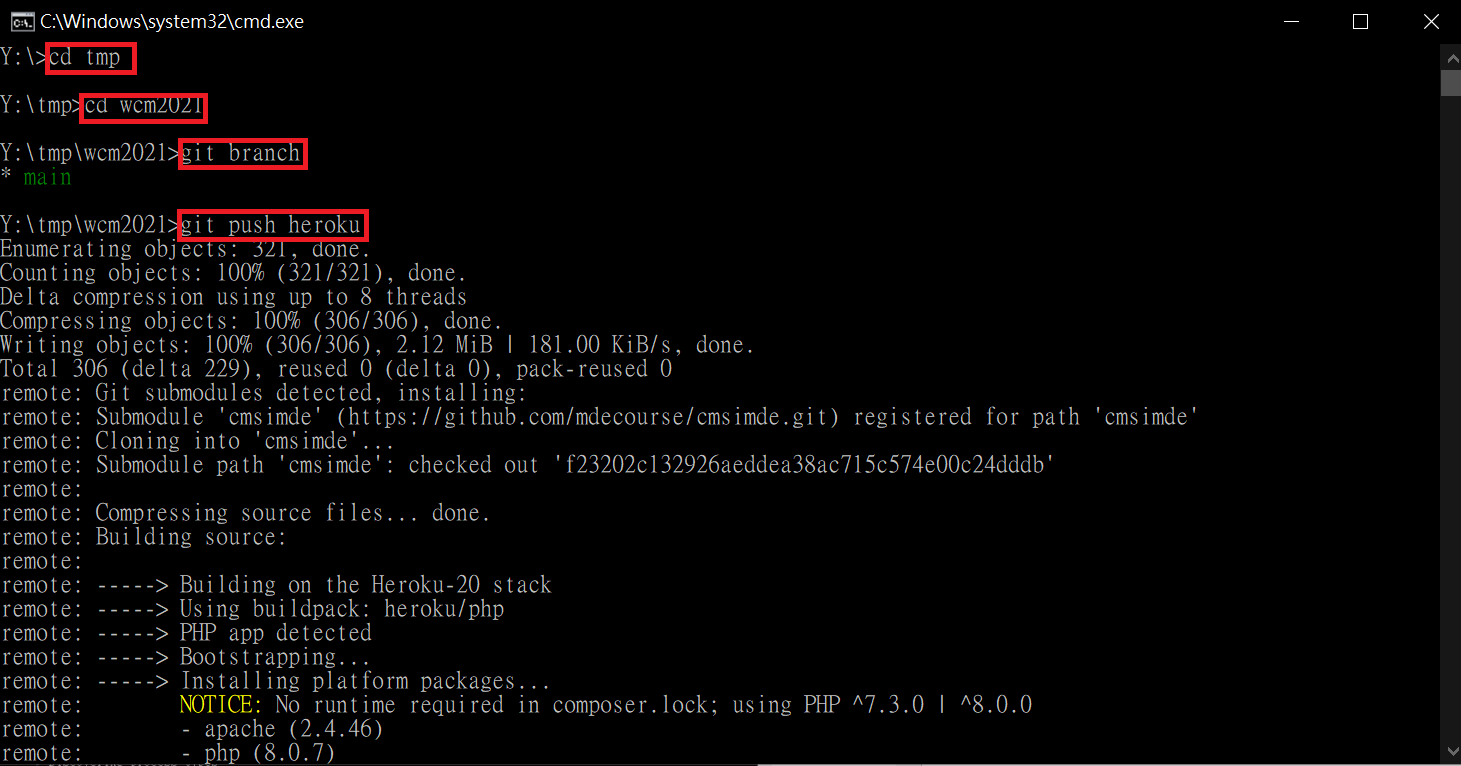 C:\Windows\system32\cmd.exe
Y:\>cd tmp
Y:\tmp>cd wcm2021
Y:\tmp\wcm2021>git branch
* main
Y:\tmp\wcm2021>git push heroku
Enumerating objects: 321, done.
Counting objects: 100% (321/321), done.
Delta compression using up to 8 threads
Compressing objects: 100% (306/306), done.
Writing objects: 100% (306/306), 2.12 MiB | 181.00 KiB/s, done.
Total 306 (delta 229), reused 0 (delta 0), pack-reused 0
remote: Git submodules detected, installing:
remote: Submodule 'cmsimde' (https://github.com/mdecourse/cmsimde.git) registered for path 'cmsimde'
remote: Cloning into 'cmsimde'...
remote: Submodule path 'cmsimde': checked out 'f23202c132926aeddea38ac715c574e00c24dddb'
remote:
remote: Compressing source files... done.
remote: Building source:
remote:
remote: -----> Building on the Heroku-20 stack
remote: -----> Using buildpack: heroku/php
remote: -----> PHP app detected
remote: -----> Bootstrapping...
remote: -----> Installing platform packages...
remote:        NOTICE: No runtime required in composer.lock; using PHP ^7.3.0 | ^8.0.0
remote:        - apache (2.4.46)
remote:        - php (8.0.7)